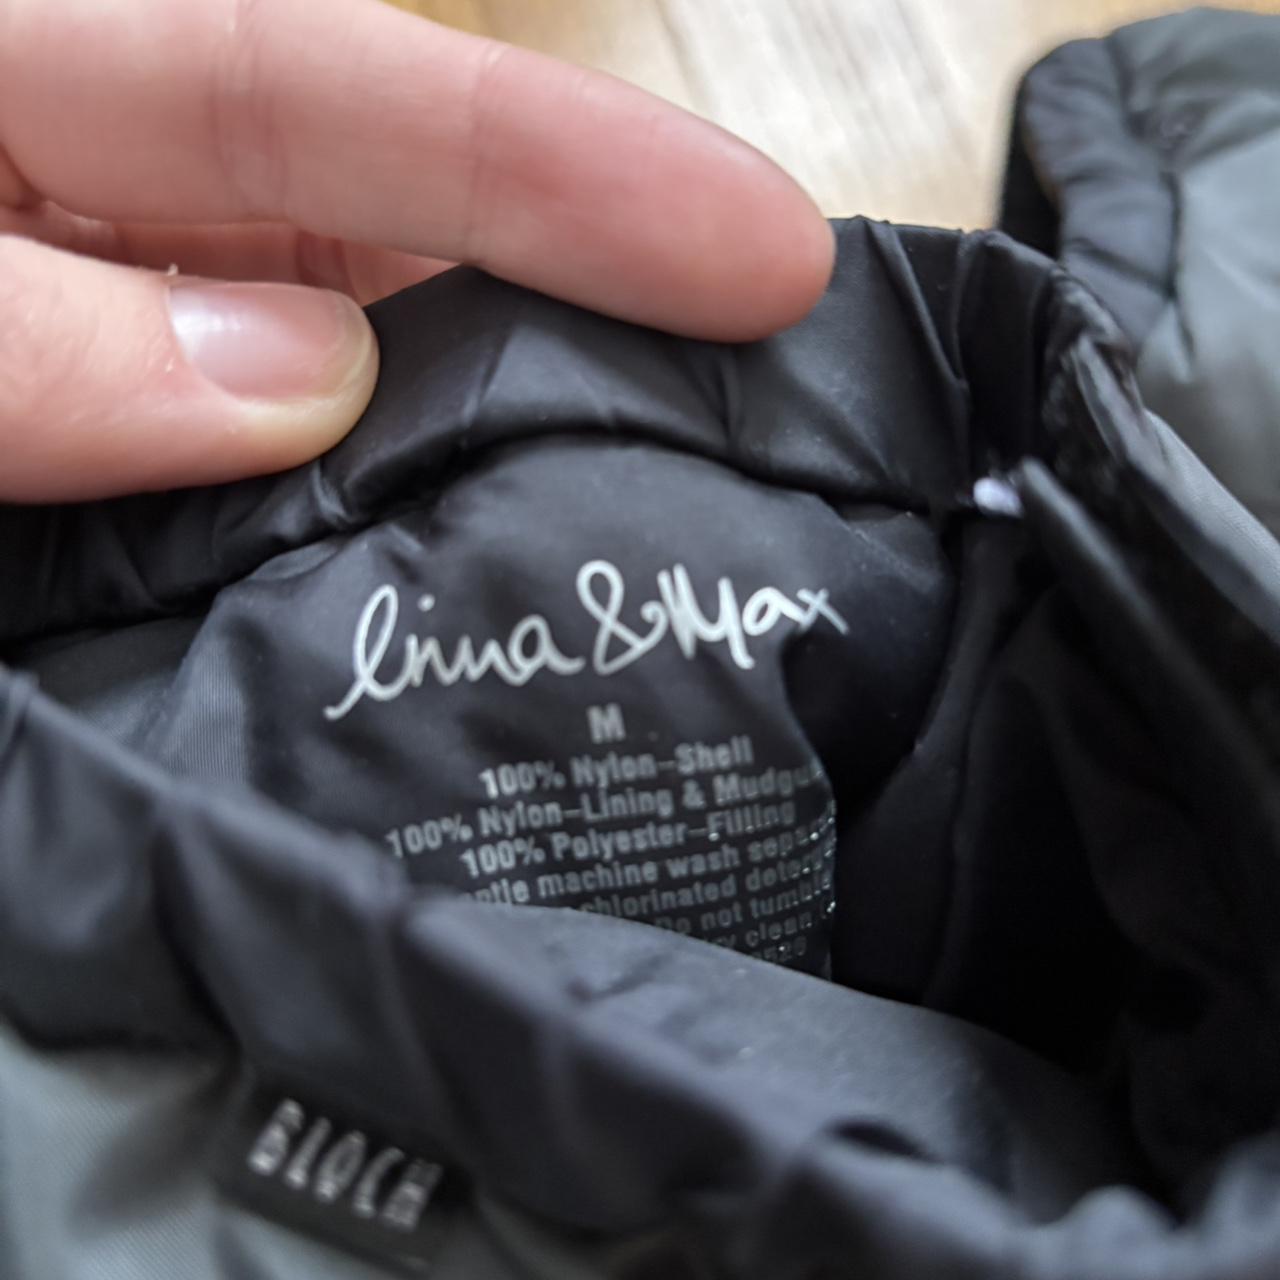 linna & Max
M
100% Nylon-Shell
100% Nylon-Lining & Mudgu
100% Polyester-Filling
machine wash sep
chlorinated deter
Do not tumbl
clean
BLOCH